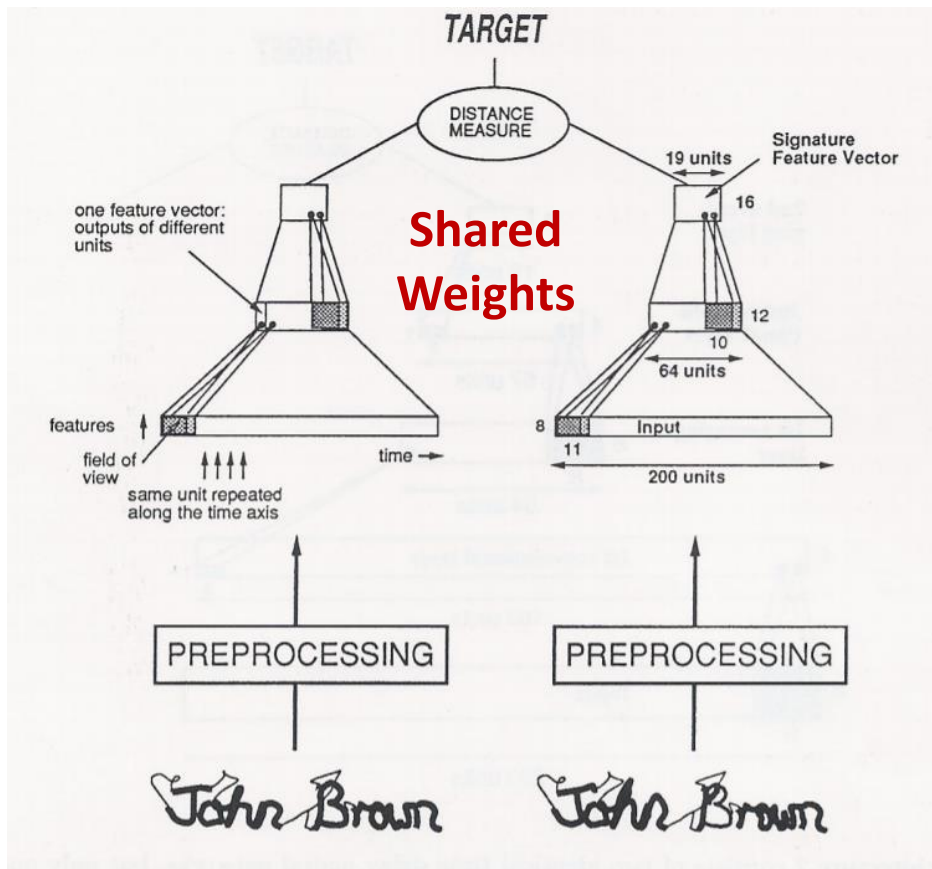 TARGET
DISTANCE
MEASURE
Signature
Feature Vector
19 units
16
one feature vector:
outputs of different
units
Shared
Weights
12
10
64 units
features
field of
view
time
same unit repeated
along the time axis
8
Input
11
200 units
PREPROCESSING
PREPROCESSING
John Brown
John Brown